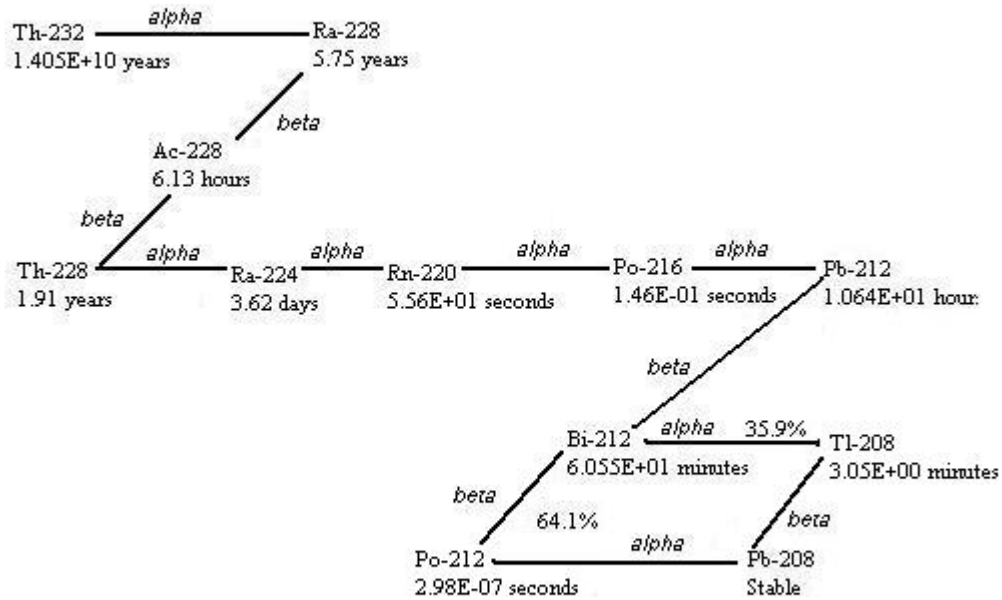 alpha
Th-232
Ra-228
1.405E+10 years
5.75 years
beta
Ac-228
6.13 hours
beta
alpha
alpha
alpha
alpha
Th-228
Ra-224
Rn-220
Po-216
Pb-212
1.91 years
3.62 days
5.56E+01 seconds
1.46E-01 seconds
1.064E+01 hour:
beta
Bi-212
alpha
35.9%
Tl-208
6.055E+01 minutes
3.05E+00 minutes
beta
64.1%
beta
Po-212
alpha
Pb-208
2.98E-07 seconds
Stable